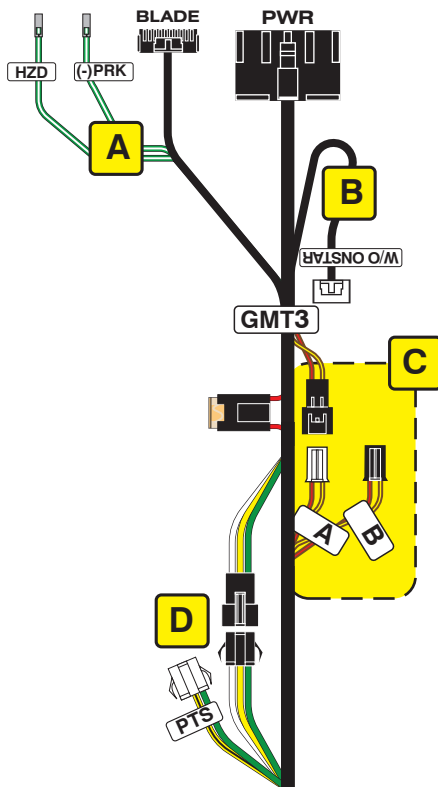 BLADE
PWR
HZD
(-)PRK
A
B
W/O ONSTAR
GMT3
C
A
B
D
PTS